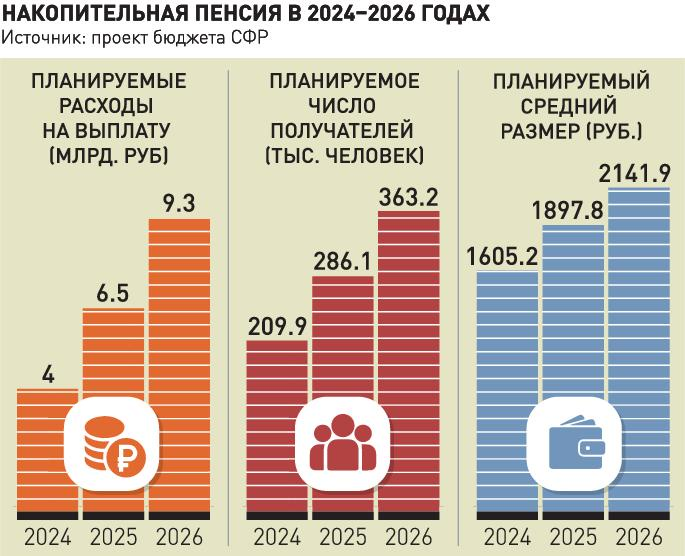 НАКОПИТЕЛЬНАЯ ПЕНСИЯ В 2024–2026 ГОДАХ
Источник: проект бюджета СФР
ПЛАНИРУЕМЫЕ
РАСХОДЫ
НА ВЫПЛАТУ
(МЛРД. РУБ)
9.3
6.5
4
₽
2024 2025 2026
ПЛАНИРУЕМОЕ
ЧИСЛО
ПОЛУЧАТЕЛЕЙ
(ТЫС. ЧЕЛОВЕК)
363.2
286.1
209.9
2024 2025 2026
ПЛАНИРУЕМЫЙ
СРЕДНИЙ
РАЗМЕР (РУБ.)
2141.9
1897.8
1605.2
2024 2025 2026